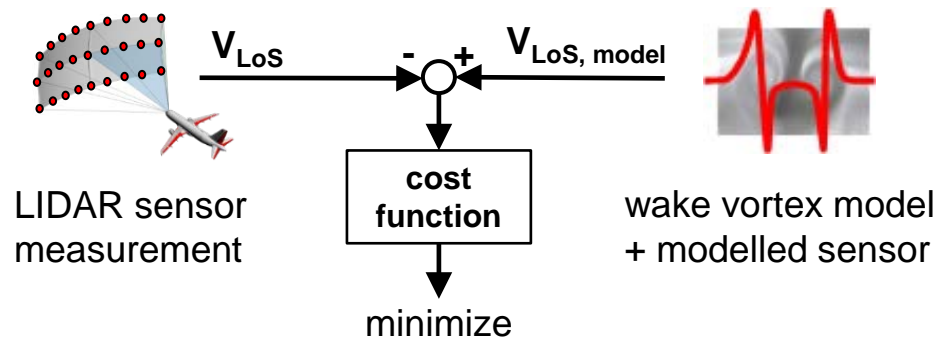 V_LoS
- +
V_LoS, model
cost
function
LIDAR sensor
measurement
wake vortex model
+ modelled sensor
minimize